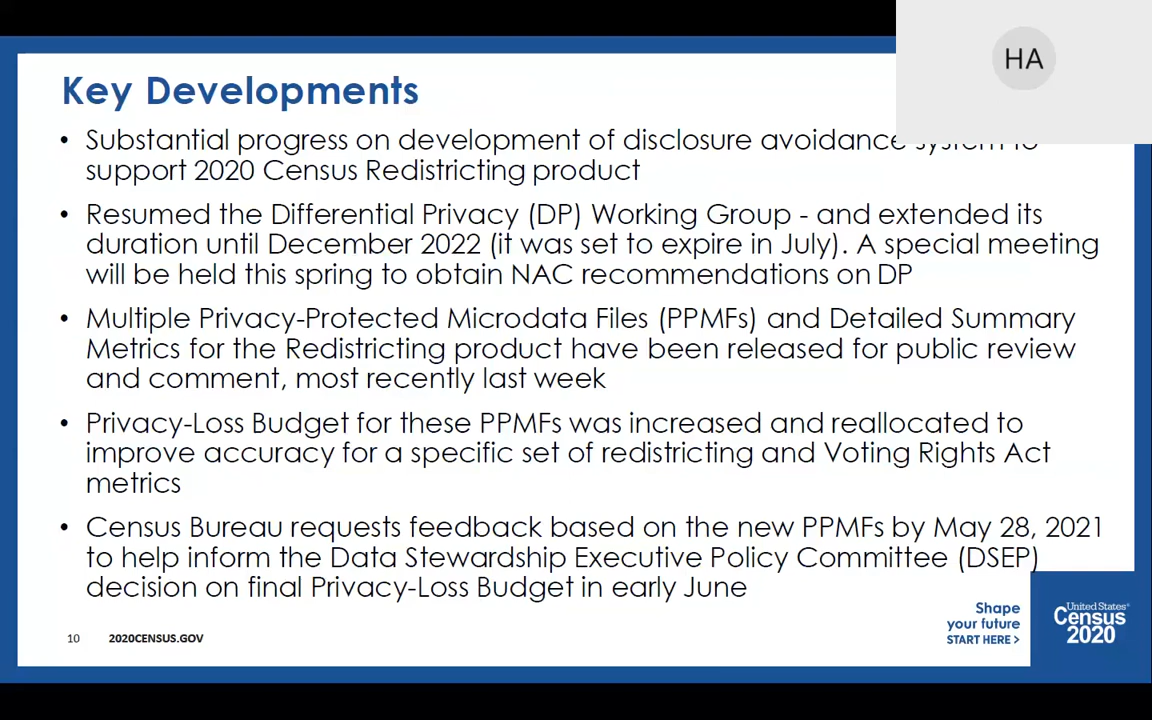 HA
Key Developments
• Substantial progress on development of disclosure avoidance system to
support 2020 Census Redistricting product
• Resumed the Differential Privacy (DP) Working Group - and extended its
duration until December 2022 (it was set to expire in July). A special meeting
will be held this spring to obtain NAC recommendations on DP
• Multiple Privacy-Protected Microdata Files (PPMFs) and Detailed Summary
Metrics for the Redistricting product have been released for public review
and comment, most recently last week
• Privacy-Loss Budget for these PPMFs was increased and reallocated to
improve accuracy for a specific set of redistricting and Voting Rights Act
metrics
• Census Bureau requests feedback based on the new PPMFs by May 28, 2021
to help inform the Data Stewardship Executive Policy Committee (DSEP)
decision on final Privacy-Loss Budget in early June
10 2020CENSUS.GOV
Shape
your future
START HERE >
United States®
Census
2020